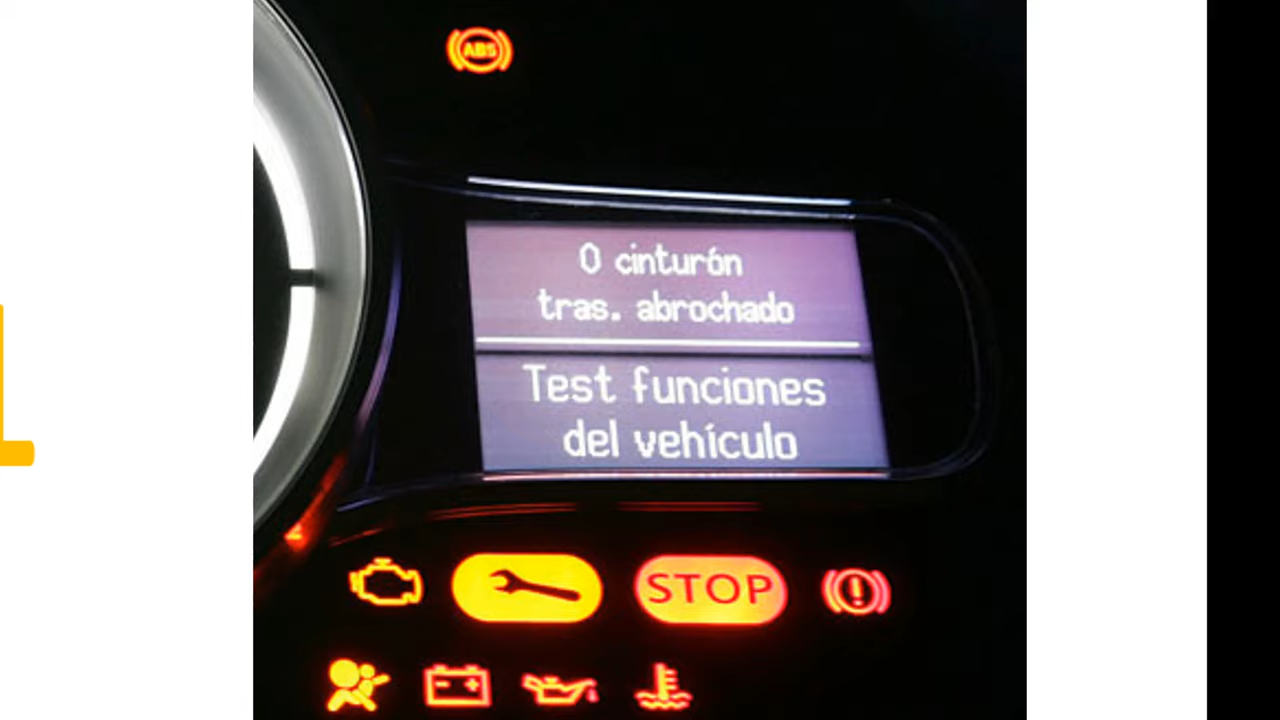 ABS
0 cinturón
tras. abrochado
Test funciones
del vehículo
STOP